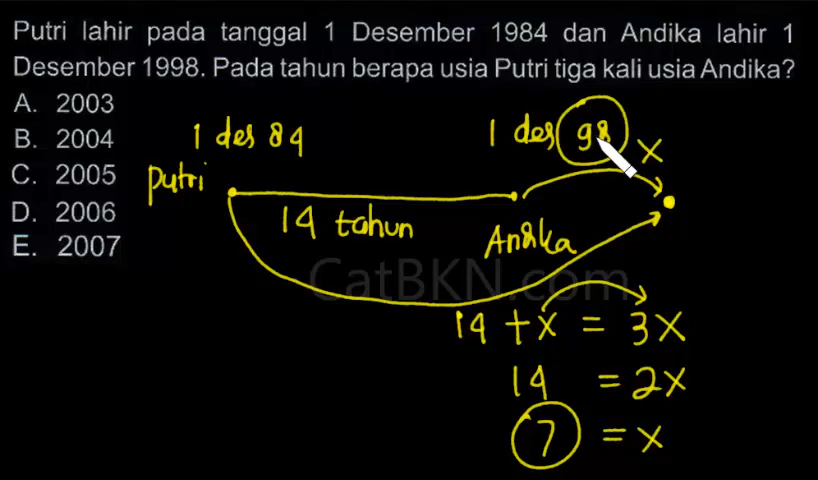 Putri lahir pada tanggal 1 Desember 1984 dan Andika lahir 1
Desember 1998. Pada tahun berapa usia Putri tiga kali usia Andika?
A. 2003
B. 2004
C. 2005
D. 2006
E. 2007
1 des 84
1 des 98
x
Putri
14 tahun
Andika
CatBKN.com
14 + x = 3x
14 = 2x
7 = x